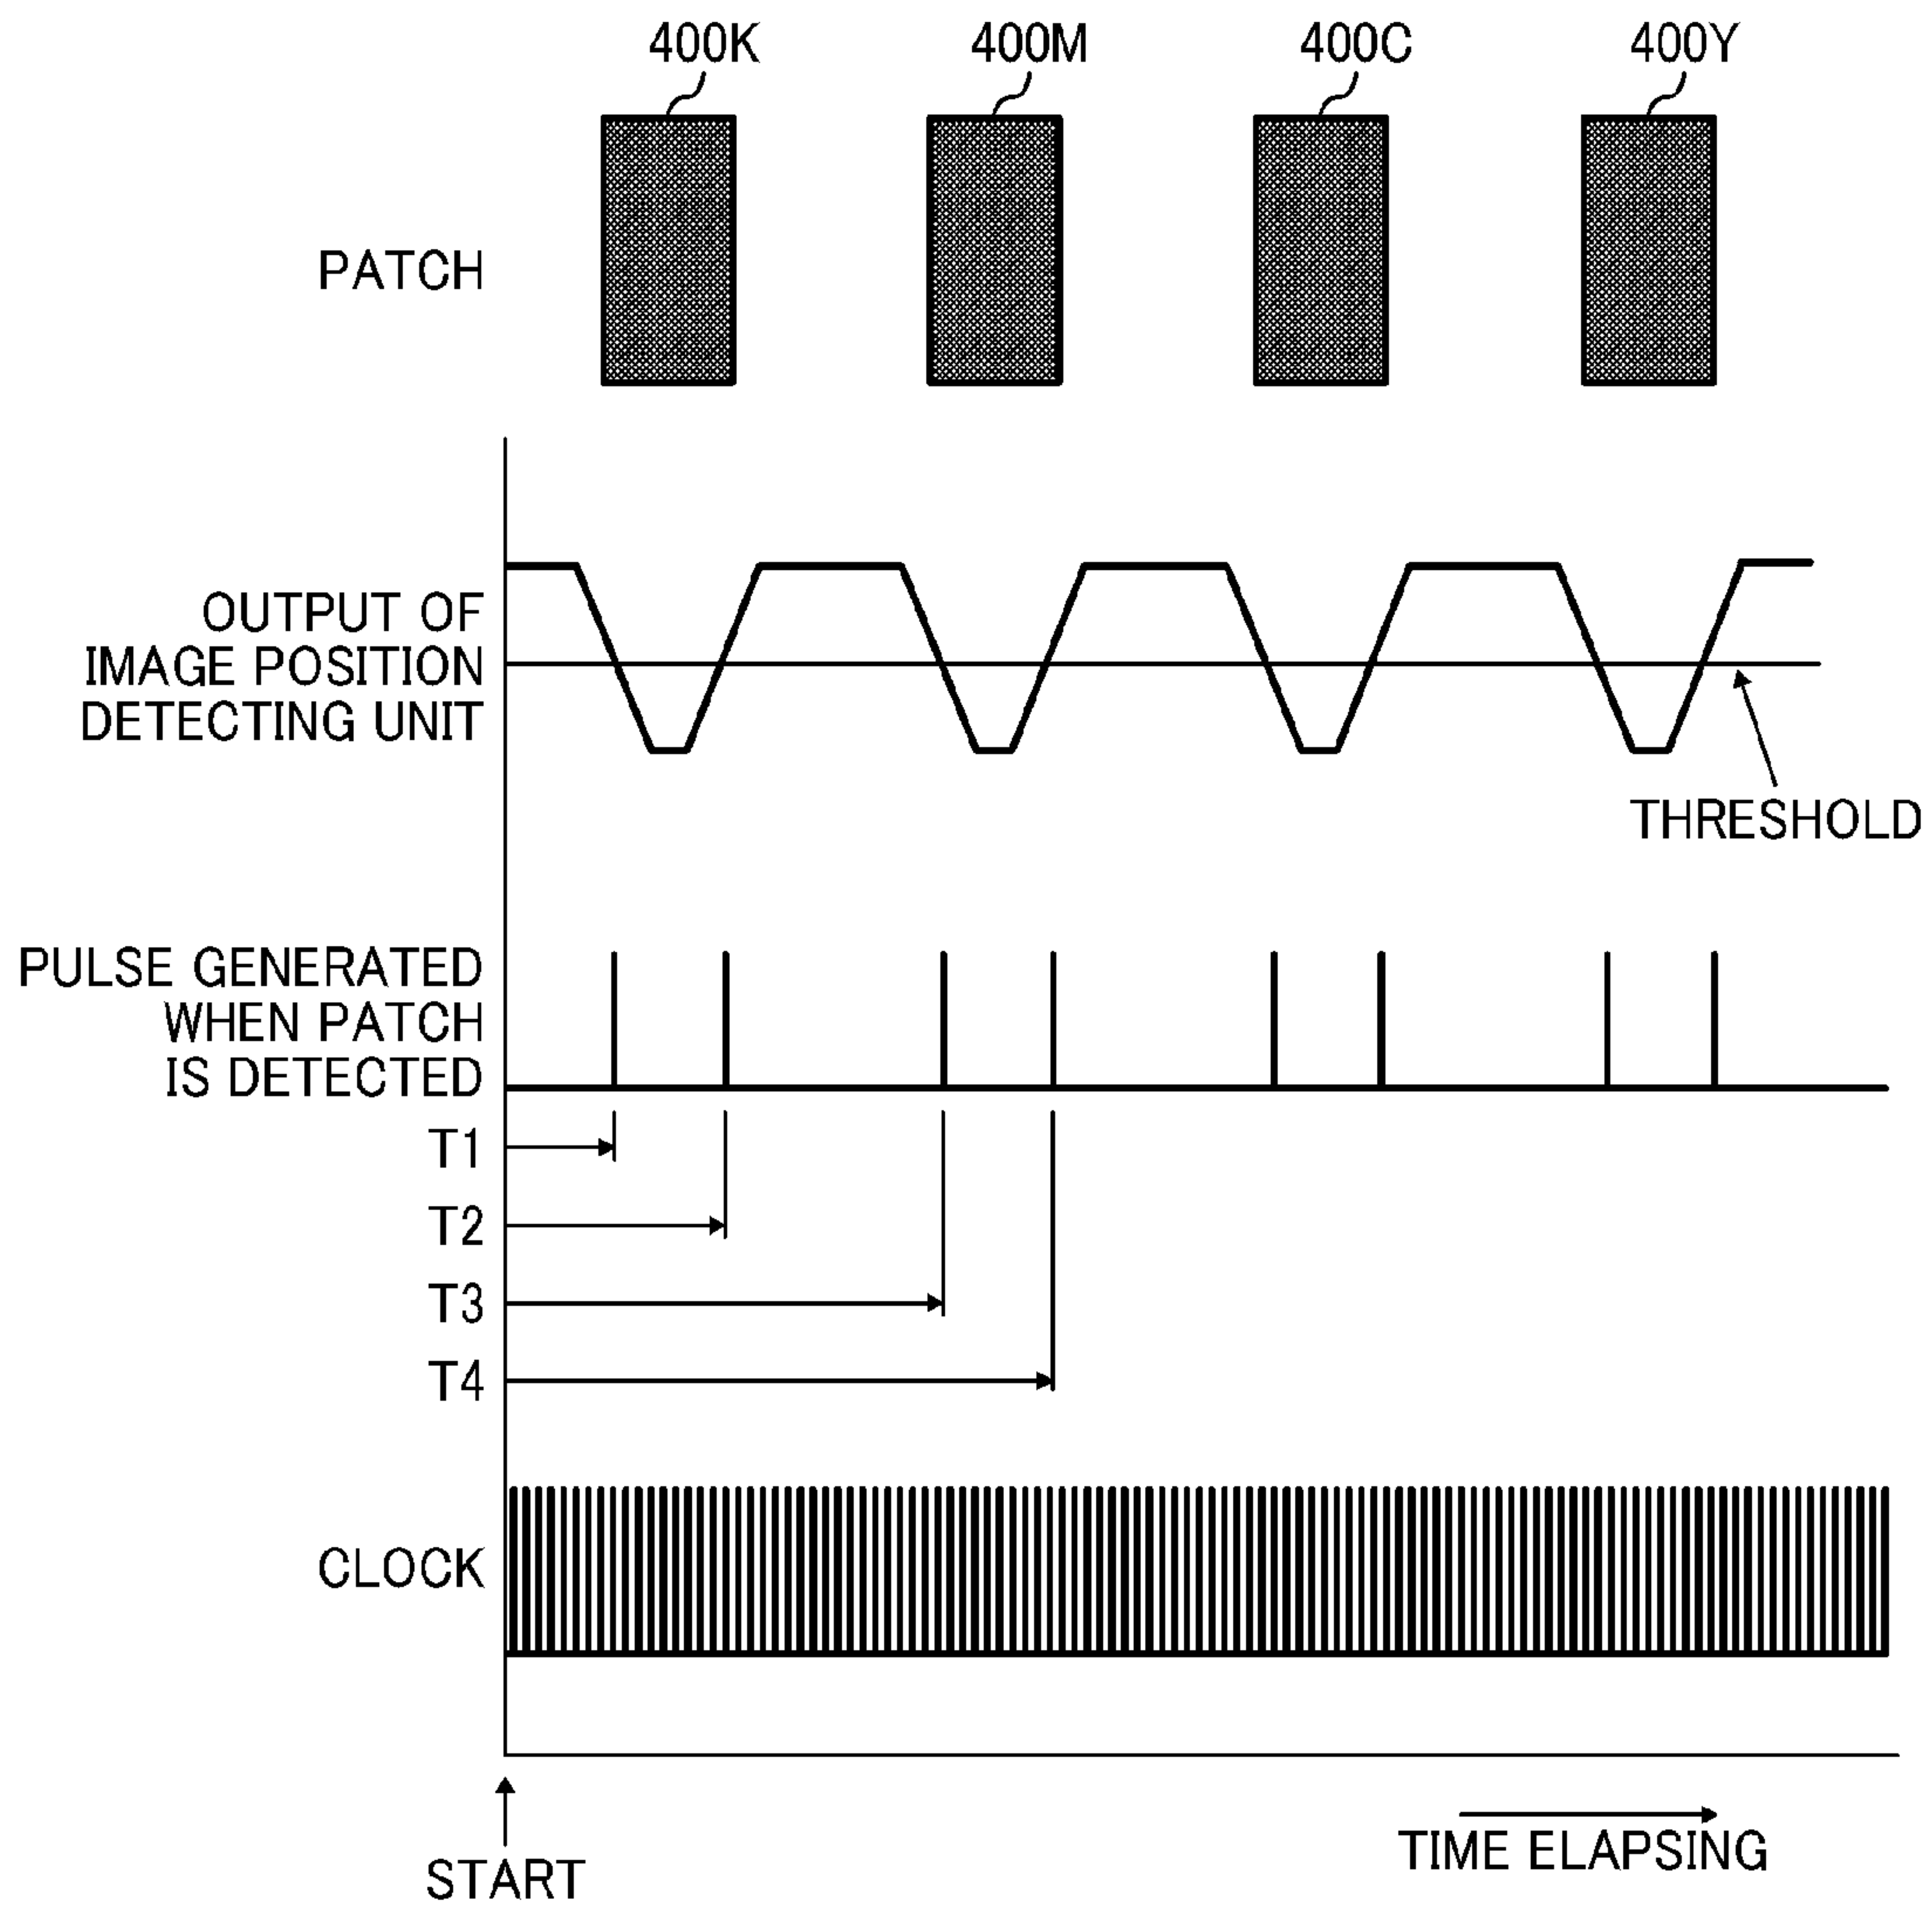 400K
400M
400C
400Y
PATCH
OUTPUT OF
IMAGE POSITION
DETECTING UNIT
THRESHOLD
PULSE GENERATED
WHEN PATCH
IS DETECTED
T1
T2
T3
T4
CLOCK
START
TIME ELAPSING